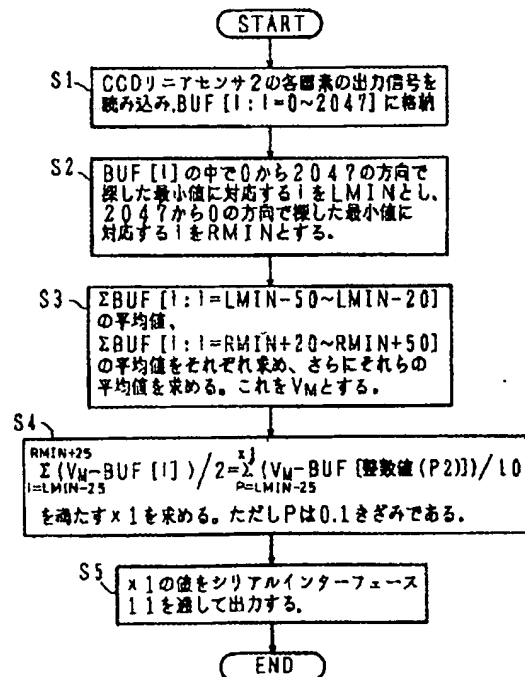 START
S1
CCDリニアセンサ2の各画素の出力信号を
読み込み、BUF[I:I=0~2047]に格納
S2
BUF[I]の中で0から2047の方向で
探した最小値に対応するIをLMINとし、
2047から0の方向で探した最小値に
対応するIをRMINとする。
S3
ΣBUF[I:I=LMIN-50~LMIN-20]
の平均値、
ΣBUF[I:I=RMIN+20~RMIN+50]
の平均値をそれぞれ求め、さらにそれらの
平均値を求める。これをVMとする。
S4
RMIN+25
Σ(VM-BUF[I])/2=Σ(VM-BUF[整数値(P2)])/10
i=LMIN-25 P=LMIN-25
を満たすx1を求める。ただしPは0.1きざみである。
S5
x1の値をシリアルインターフェース
11を通して出力する。
END